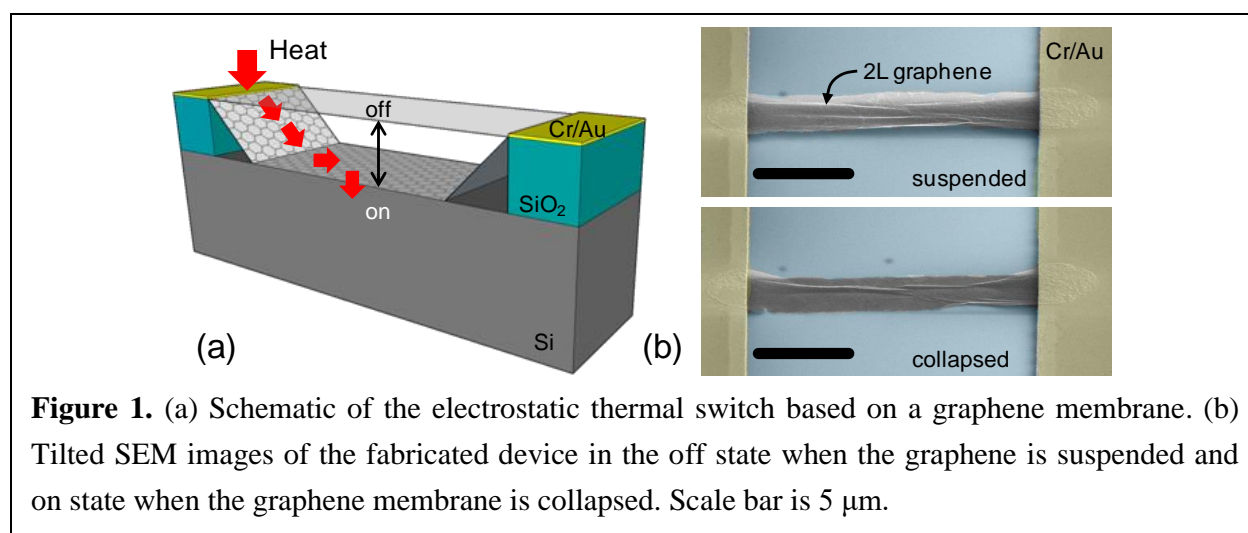 Heat
off
Cr/Au
SiO₂
on
Si
(a)
(b)
Cr/Au
2L graphene
suspended
collapsed
Figure 1. (a) Schematic of the electrostatic thermal switch based on a graphene membrane. (b)
Tilted SEM images of the fabricated device in the off state when the graphene is suspended and
on state when the graphene membrane is collapsed. Scale bar is 5 μm.